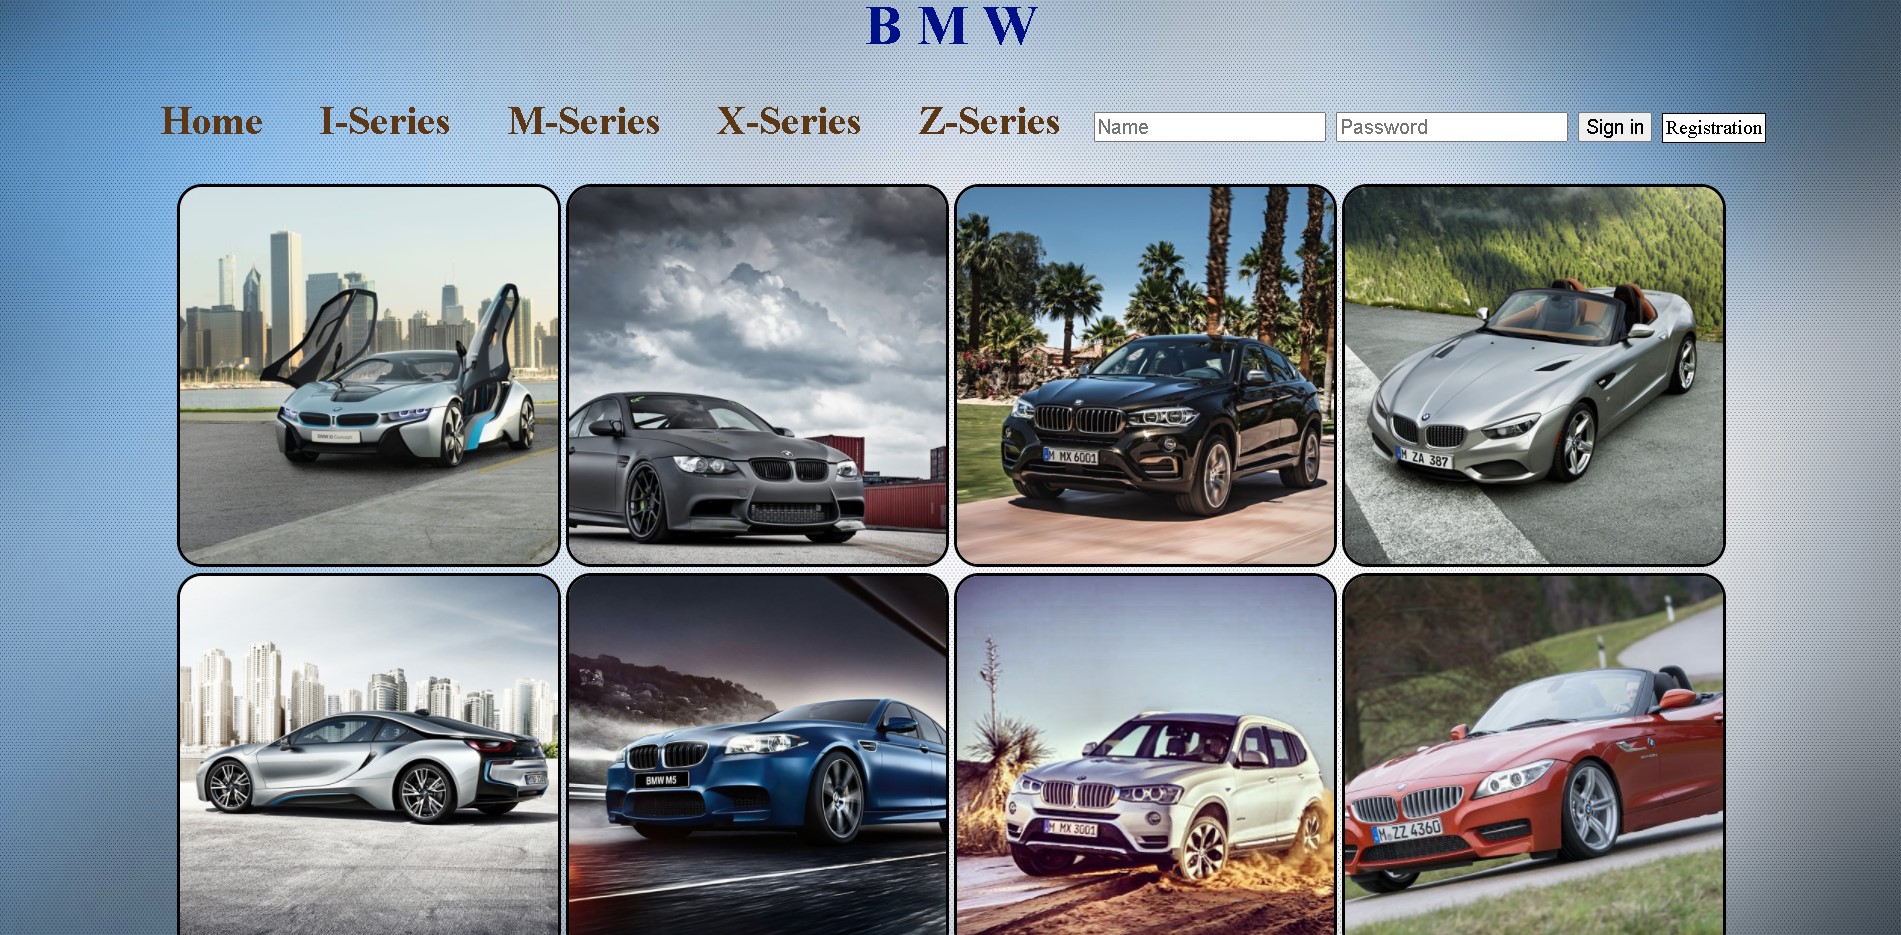 B M W
Home I-Series M-Series X-Series Z-Series Name Password Sign in Registration
BMW i8 Concept
M MX 6001
M ZA 387
BMW M5
M MX 3001
M ZZ 4360